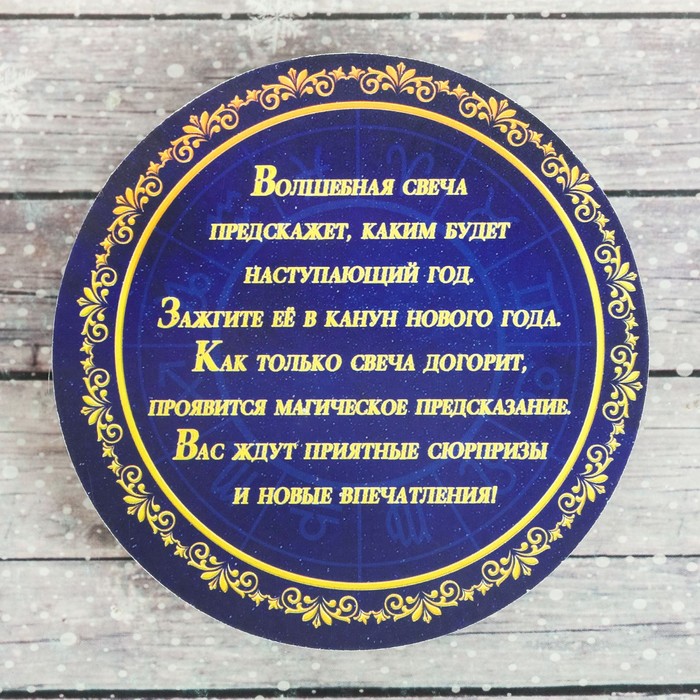 Волшебная свеча
предскажет, каким будет
наступающий год.
Зажгите её в канун нового года.
Как только свеча догорит,
проявится магическое предсказание.
Вас ждут приятные сюрпризы
и новые впечатления!